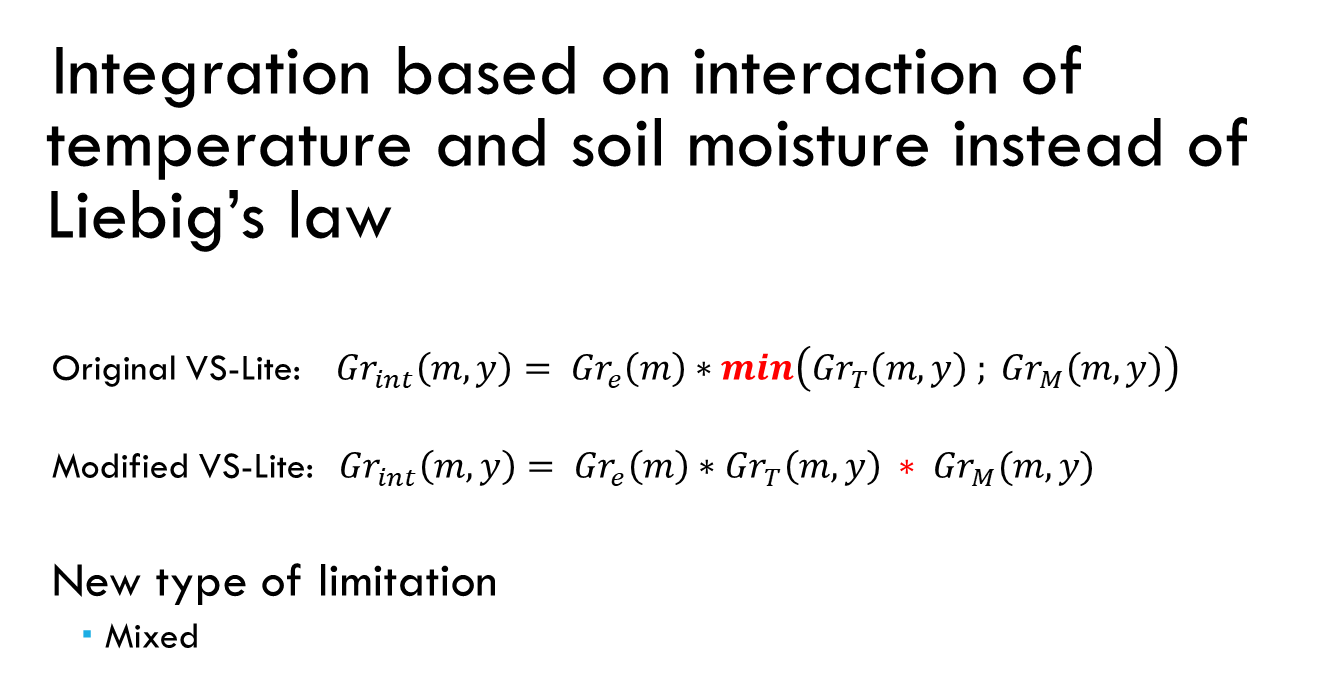 Integration based on interaction of
temperature and soil moisture instead of
Liebig’s law
Original VS-Lite: Gr_int(m, y) = Gr_e(m) * min(Gr_T(m, y) ; Gr_M(m, y))
Modified VS-Lite: Gr_int(m, y) = Gr_e(m) * Gr_T(m, y) * Gr_M(m, y)
New type of limitation
▪ Mixed